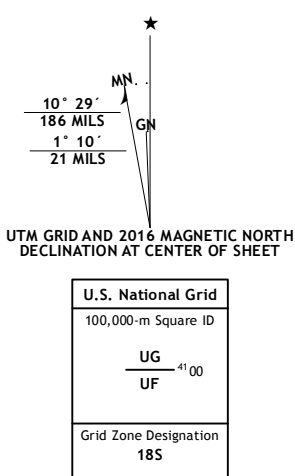 ★
MN
GN
10° 29´
186 MILS
1° 10´
21 MILS
UTM GRID AND 2016 MAGNETIC NORTH
DECLINATION AT CENTER OF SHEET
U.S. National Grid
100,000-m Square ID
UG
4100
UF
Grid Zone Designation
18S